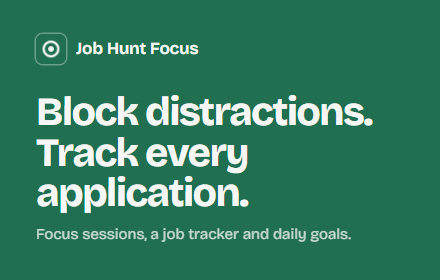 Job Hunt Focus
Block distractions.
Track every
application.
Focus sessions, a job tracker and daily goals.